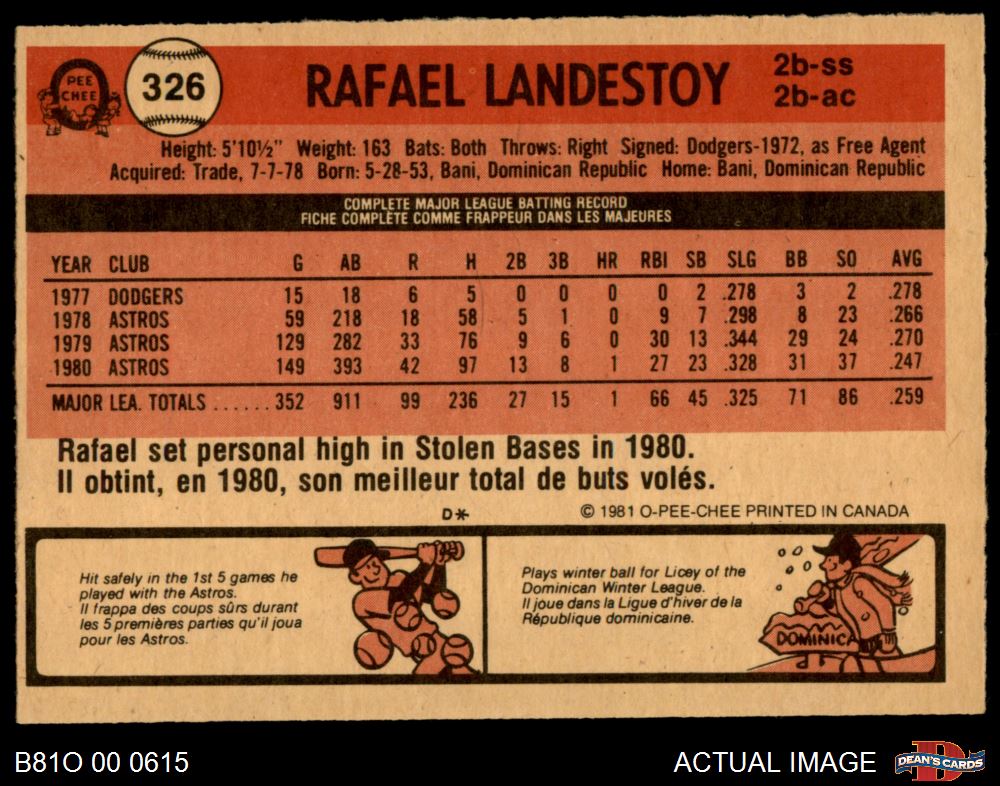 PEE
CHEE
326
RAFAEL LANDESTOY
2b-ss
2b-ac
Height: 5'10½" Weight: 163 Bats: Both Throws: Right Signed: Dodgers-1972, as Free Agent
Acquired: Trade, 7-7-78 Born: 5-28-53, Bani, Dominican Republic Home: Bani, Dominican Republic
COMPLETE MAJOR LEAGUE BATTING RECORD
FICHE COMPLÈTE COMME FRAPPEUR DANS LES MAJEURES
YEAR CLUB G AB R H 2B 3B HR RBI SB SLG BB SO AVG
1977 DODGERS 15 18 6 5 0 0 0 0 2 .278 3 2 .278
1978 ASTROS 59 218 18 58 5 1 0 9 7 .298 8 23 .266
1979 ASTROS 129 282 33 76 9 6 0 30 13 .344 29 24 .270
1980 ASTROS 149 393 42 97 13 8 1 27 23 .328 31 37 .247
MAJOR LEA. TOTALS ...... 352 911 99 236 27 15 1 66 45 .325 71 86 .259
Rafael set personal high in Stolen Bases in 1980.
Il obtint, en 1980, son meilleur total de buts volés.
D*
© 1981 O-PEE-CHEE PRINTED IN CANADA
Hit safely in the 1st 5 games he
played with the Astros.
Il frappa des coups sûrs durant
les 5 premières parties qu'il joua
pour les Astros.
Plays winter ball for Licey of the
Dominican Winter League.
Il joue dans la Ligue d'hiver de la
République dominicaine.
DOMINICA
B81O 00 0615
ACTUAL IMAGE
DEAN'S CARDS